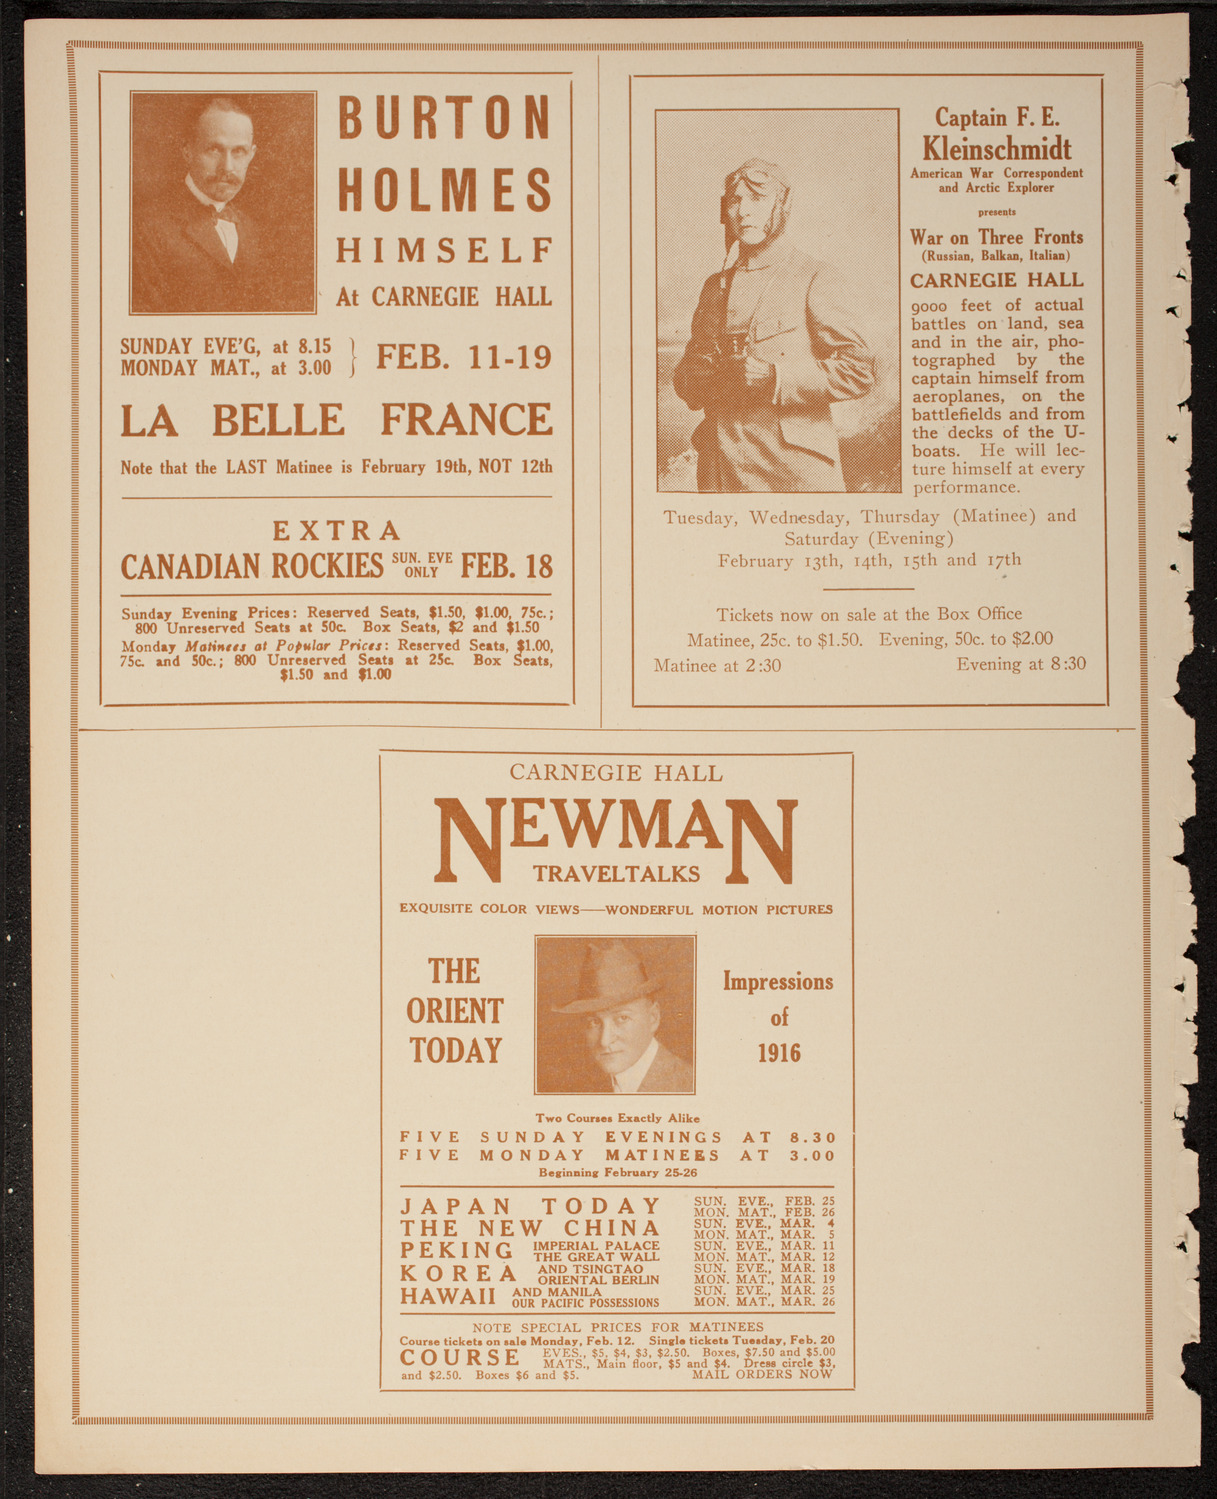 BURTON
HOLMES
HIMSELF
At CARNEGIE HALL
SUNDAY EVE'G, at 8.15
MONDAY MAT., at 3.00
} FEB. 11-19
LA BELLE FRANCE
Note that the LAST Matinee is February 19th, NOT 12th
EXTRA
CANADIAN ROCKIES SUN. EVE ONLY FEB. 18
Sunday Evening Prices: Reserved Seats, $1.50, $1.00, 75c.;
800 Unreserved Seats at 50c. Box Seats, $2 and $1.50
Monday Matinees at Popular Prices: Reserved Seats, $1.00,
75c. and 50c.; 800 Unreserved Seats at 25c. Box Seats,
$1.50 and $1.00
Captain F. E.
Kleinschmidt
American War Correspondent
and Arctic Explorer
presents
War on Three Fronts
(Russian, Balkan, Italian)
CARNEGIE HALL
9000 feet of actual
battles on land, sea
and in the air, pho-
tographed by the
captain himself from
aeroplanes, on the
battlefields and from
the decks of the U-
boats. He will lec-
ture himself at every
performance.
Tuesday, Wednesday, Thursday (Matinee) and
Saturday (Evening)
February 13th, 14th, 15th and 17th
Tickets now on sale at the Box Office
Matinee, 25c. to $1.50. Evening, 50c. to $2.00
Matinee at 2:30 Evening at 8:30
CARNEGIE HALL
NEWMAN
TRAVELTALKS
EXQUISITE COLOR VIEWS——WONDERFUL MOTION PICTURES
THE
ORIENT
TODAY
Impressions
of
1916
Two Courses Exactly Alike
FIVE SUNDAY EVENINGS AT 8.30
FIVE MONDAY MATINEES AT 3.00
Beginning February 25-26
JAPAN TODAY SUN. EVE., FEB. 25
MON. MAT., FEB. 26
THE NEW CHINA SUN. EVE., MAR. 4
MON. MAT., MAR. 5
PEKING IMPERIAL PALACE SUN. EVE., MAR. 11
THE GREAT WALL MON. MAT., MAR. 12
KOREA AND TSINGTAO SUN. EVE., MAR. 18
ORIENTAL BERLIN MON. MAT., MAR. 19
HAWAII AND MANILA SUN. EVE., MAR. 25
OUR PACIFIC POSSESSIONS MON. MAT., MAR. 26
NOTE SPECIAL PRICES FOR MATINEES
Course tickets on sale Monday, Feb. 12. Single tickets Tuesday, Feb. 20
COURSE EVES., $5, $4, $3, $2.50. Boxes, $7.50 and $5.00
MATS., Main floor, $5 and $4. Dress circle $3,
and $2.50. Boxes $6 and $5. MAIL ORDERS NOW